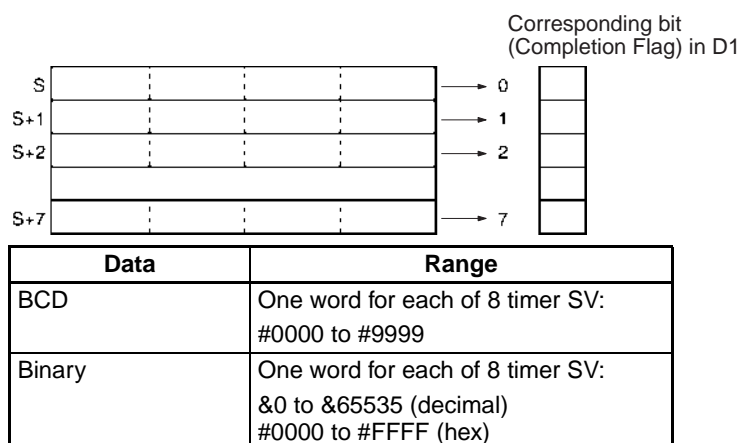 Corresponding bit
(Completion Flag) in D1
S 0
S+1 1
S+2 2
S+7 7
Data Range
BCD One word for each of 8 timer SV:
#0000 to #9999
Binary One word for each of 8 timer SV:
&0 to &65535 (decimal)
#0000 to #FFFF (hex)